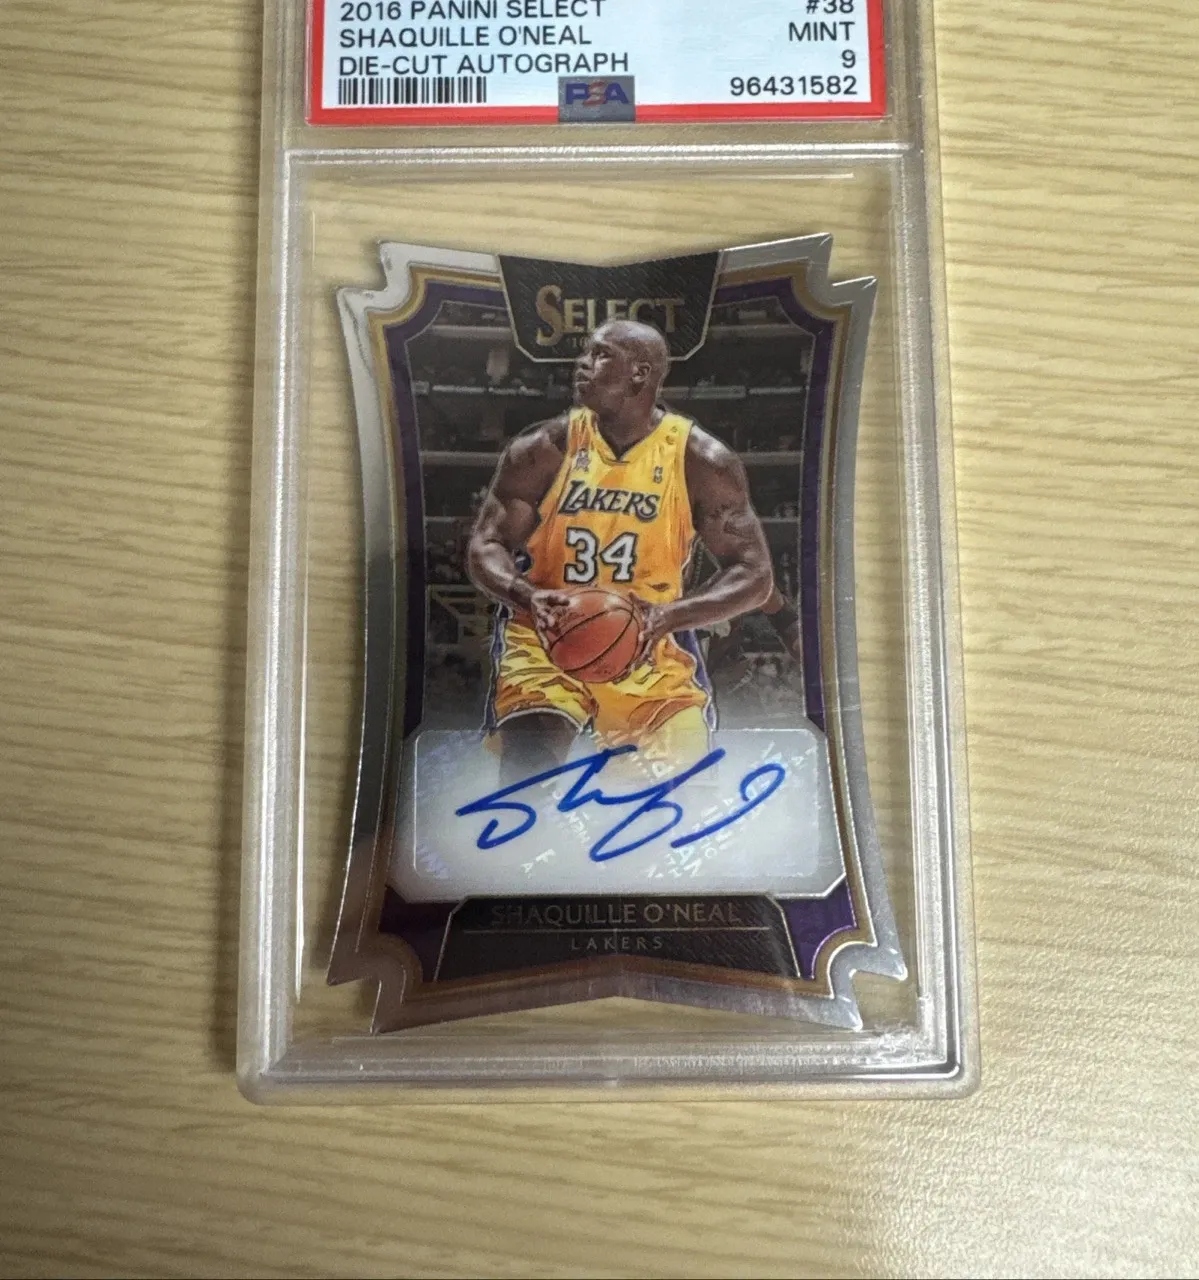 2016 PANINI SELECT #38
SHAQUILLE O'NEAL MINT
DIE-CUT AUTOGRAPH 9
PSA 96431582
SELECT
LAKERS
34
Shaq
SHAQUILLE O'NEAL
LAKERS